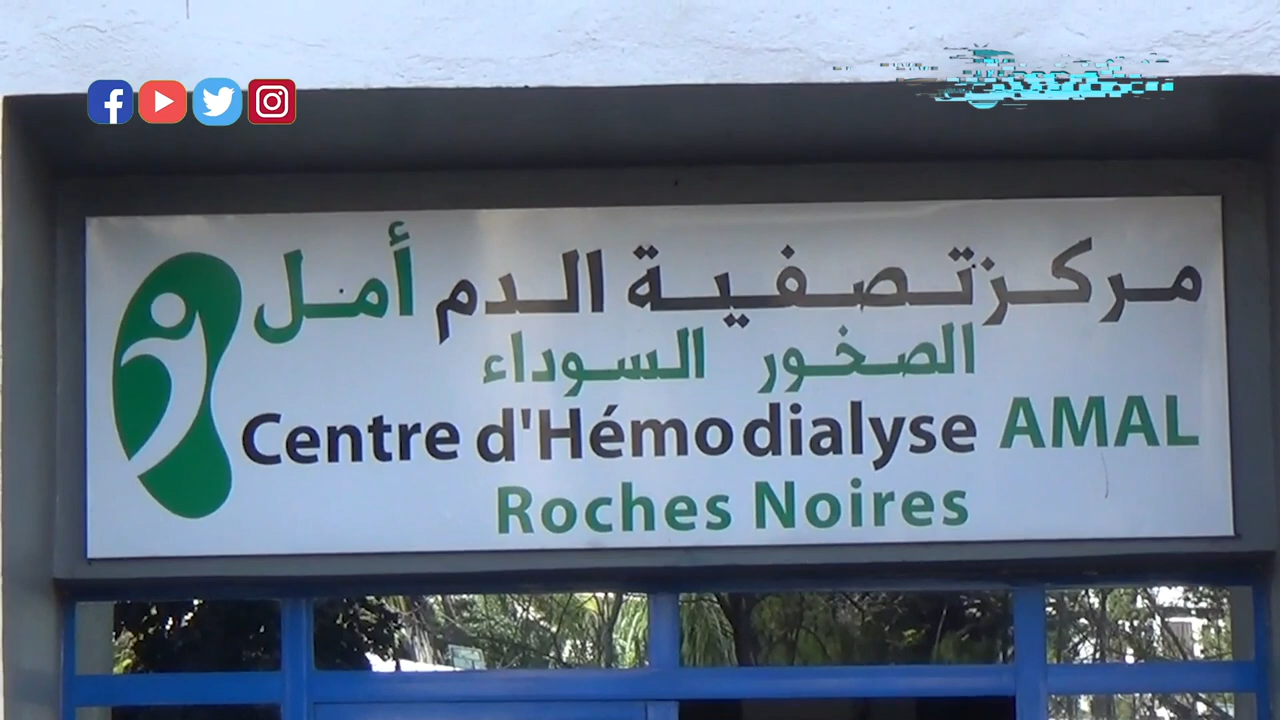 مركز تصفية الدم أمل
الصخور السوداء
Centre d'Hémodialyse AMAL
Roches Noires